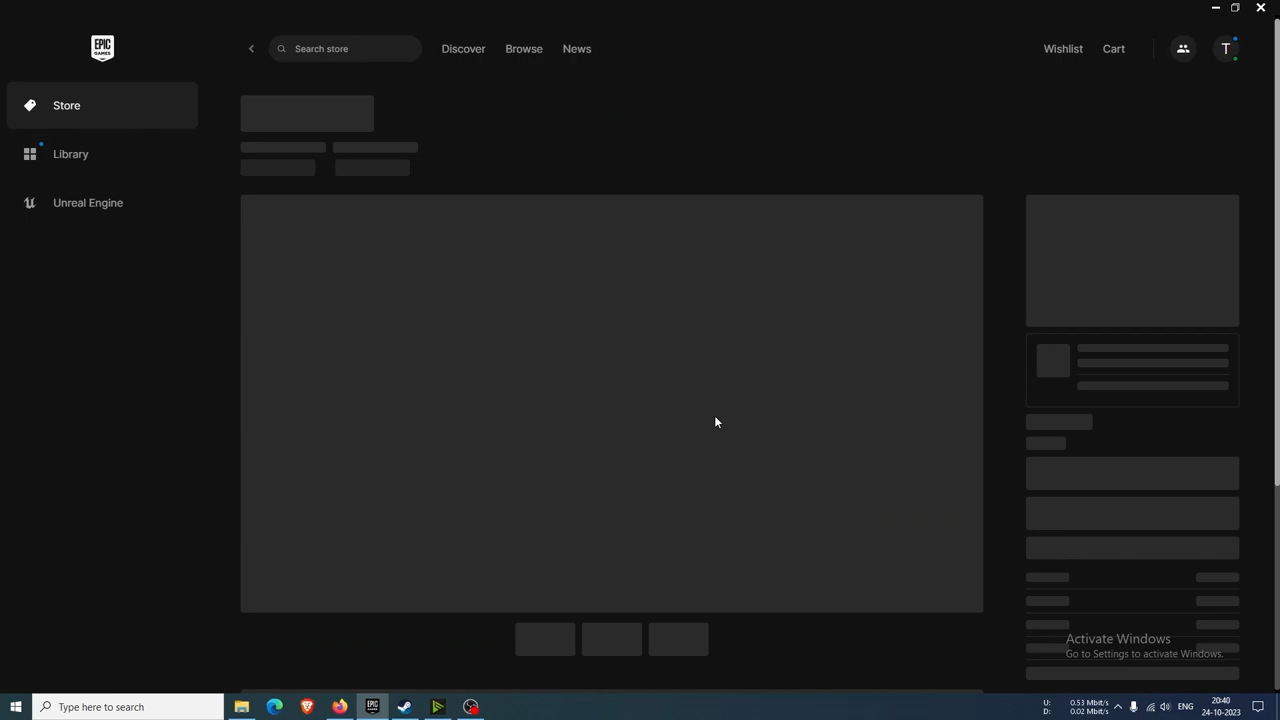 EPIC
GAMES
Search store
Discover
Browse
News
Wishlist
Cart
T
Store
Library
Unreal Engine
Activate Windows
Go to Settings to activate Windows.
Type here to search
U: 0.53 Mbit/s
D: 0.02 Mbit/s
ENG
20:40
24-10-2023